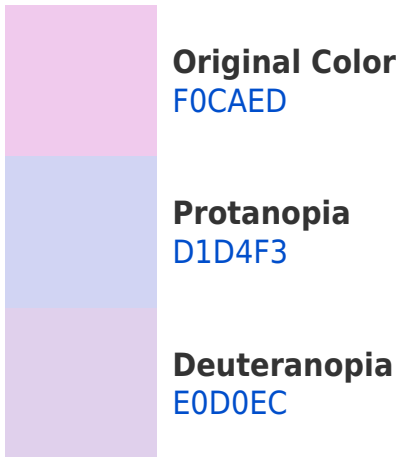 Original Color
F0CAED
Protanopia
D1D4F3
Deuteranopia
E0D0EC